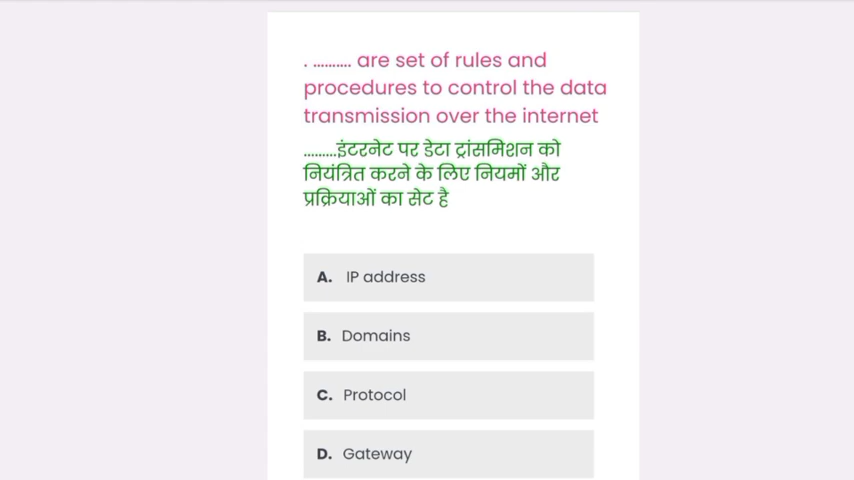 . .......... are set of rules and
procedures to control the data
transmission over the internet
.........इंटरनेट पर डेटा ट्रांसमिशन को
नियंत्रित करने के लिए नियमों और
प्रक्रियाओं का सेट है
A. IP address
B. Domains
C. Protocol
D. Gateway